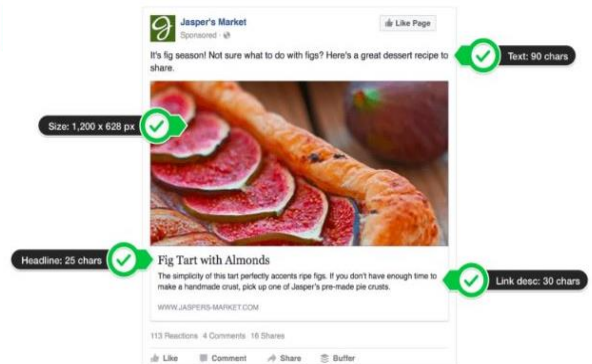 Jasper's Market
Sponsored ·
Like Page
It's fig season! Not sure what to do with figs? Here's a great dessert recipe to
share.
Text: 90 chars
Size: 1,200 x 628 px
Headline: 25 chars
Fig Tart with Almonds
The simplicity of this tart perfectly accents ripe figs. If you don't have enough time to
make a handmade crust, pick up one of Jasper's pre-made pie crusts.
Link desc: 30 chars
WWW.JASPERS-MARKET.COM
113 Reactions 4 Comments 16 Shares
Like Comment Share Buffer